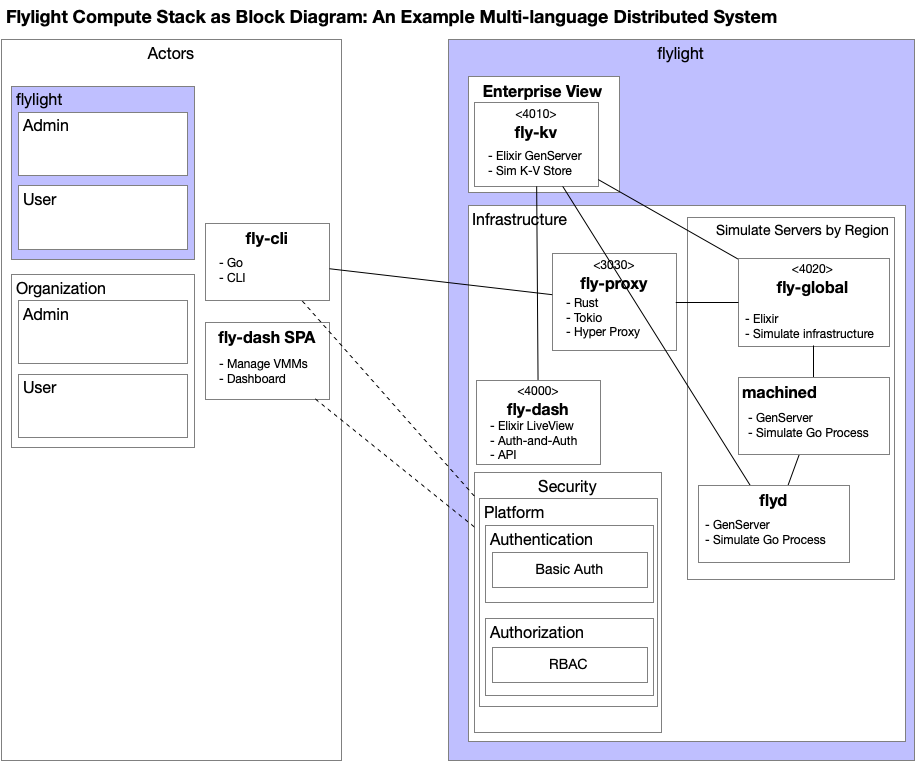 Flylight Compute Stack as Block Diagram: An Example Multi-language Distributed System
Actors
flylight
Admin
User
Organization
Admin
User
fly-cli
- Go
- CLI
fly-dash SPA
- Manage VMMs
- Dashboard
flylight
Enterprise View
<4010>
fly-kv
- Elixir GenServer
- Sim K-V Store
Infrastructure
<3030>
fly-proxy
- Rust
- Tokio
- Hyper Proxy
Simulate Servers by Region
<4020>
fly-global
- Elixir
- Simulate infrastructure
machined
- GenServer
- Simulate Go Process
flyd
- GenServer
- Simulate Go Process
<4000>
fly-dash
- Elixir LiveView
- Auth-and-Auth
- API
Security
Platform
Authentication
Basic Auth
Authorization
RBAC